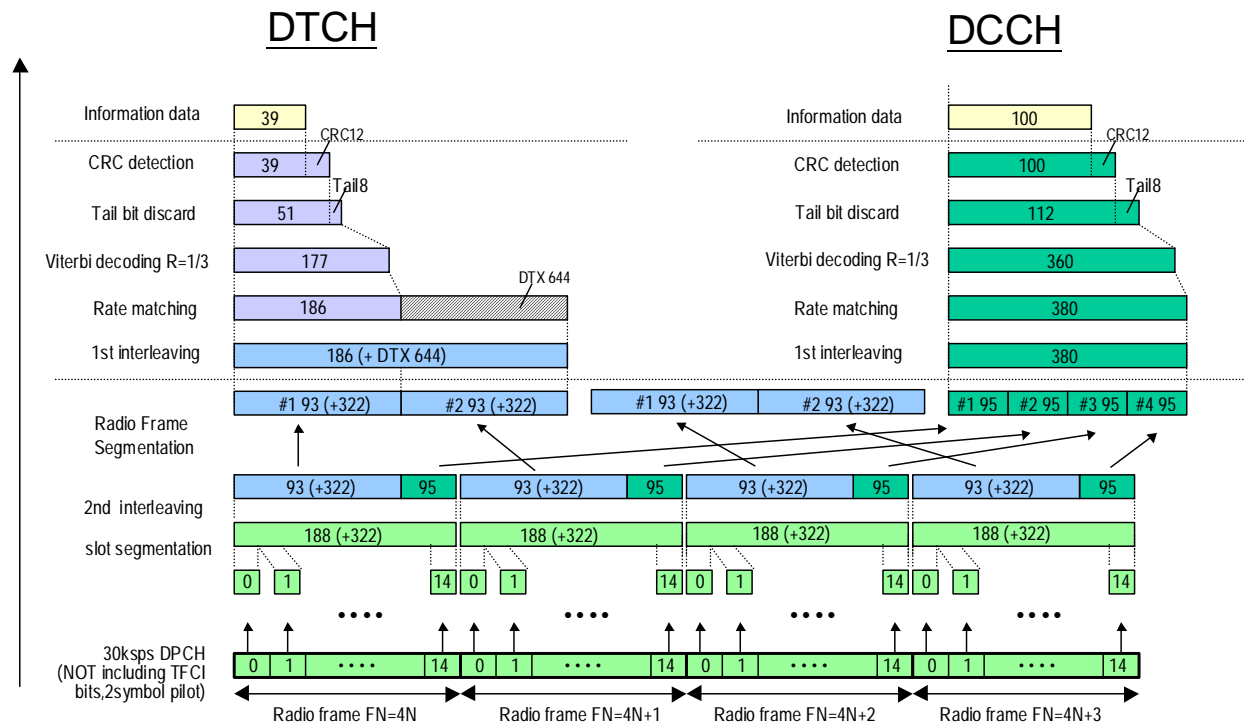 DTCH
DCCH
Information data
39
Information data
100
CRC12
CRC12
CRC detection
39
CRC detection
100
Tail8
Tail8
Tail bit discard
51
Tail bit discard
112
Viterbi decoding R=1/3
177
Viterbi decoding R=1/3
360
DTX 644
Rate matching
186
Rate matching
380
1st interleaving
186 (+ DTX 644)
1st interleaving
380
#1 93 (+322)
#2 93 (+322)
#1 93 (+322)
#2 93 (+322)
#1 95
#2 95
#3 95
#4 95
Radio Frame
Segmentation
93 (+322)
95
93 (+322)
95
93 (+322)
95
93 (+322)
95
2nd interleaving
188 (+322)
188 (+322)
188 (+322)
188 (+322)
slot segmentation
0
1
14
0
1
14
0
1
14
0
1
14
• • • •
• • • •
• • • •
• • • •
30ksps DPCH
(NOT including TFCI
bits,2symbol pilot)
0
1
• • • •
14
0
1
• • • •
14
0
1
• • • •
14
0
1
• • • •
14
Radio frame FN=4N
Radio frame FN=4N+1
Radio frame FN=4N+2
Radio frame FN=4N+3